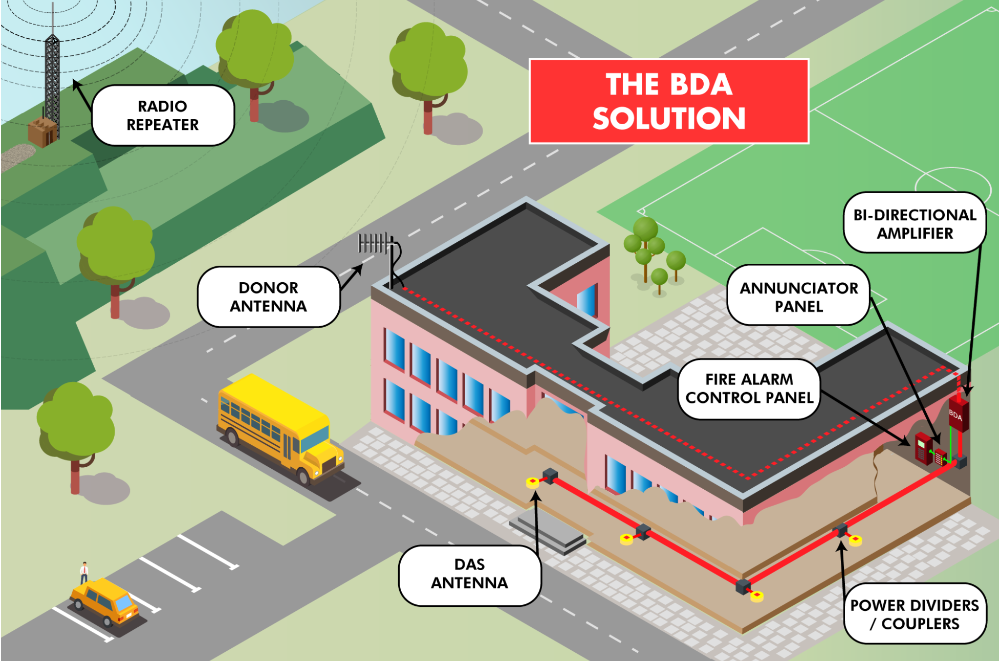 THE BDA
SOLUTION
RADIO
REPEATER
BI-DIRECTIONAL
AMPLIFIER
DONOR
ANTENNA
ANNUNCIATOR
PANEL
FIRE ALARM
CONTROL PANEL
BDA
DAS
ANTENNA
POWER DIVIDERS
/ COUPLERS